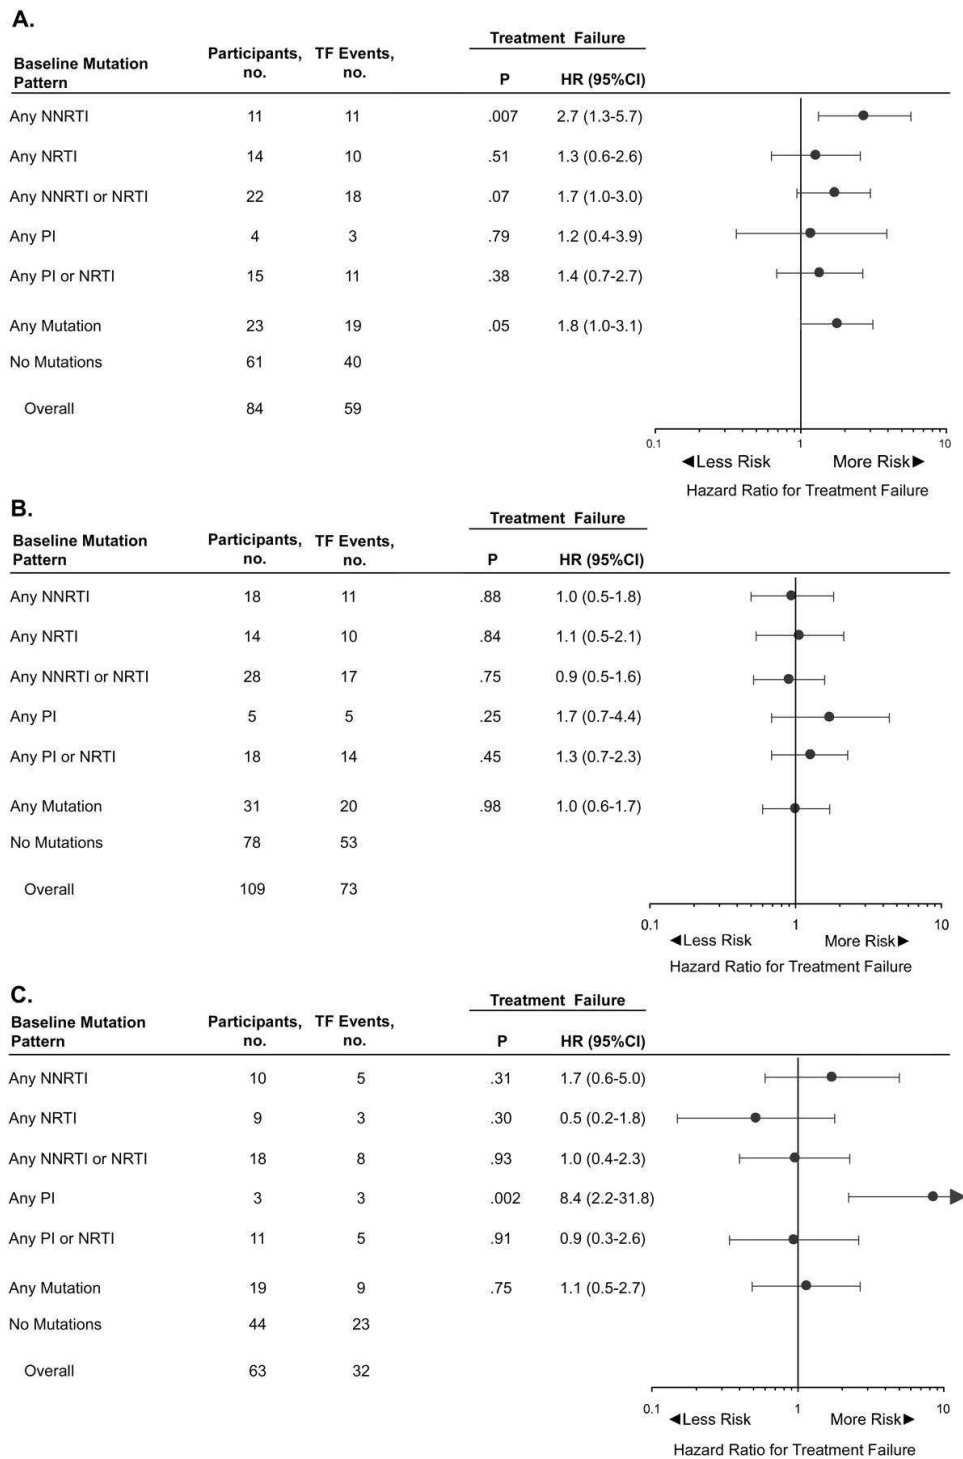 A.
Treatment Failure
Baseline Mutation Pattern Participants, no. TF Events, no. P HR (95%CI)
Any NNRTI 11 11 .007 2.7 (1.3-5.7)
Any NRTI 14 10 .51 1.3 (0.6-2.6)
Any NNRTI or NRTI 22 18 .07 1.7 (1.0-3.0)
Any PI 4 3 .79 1.2 (0.4-3.9)
Any PI or NRTI 15 11 .38 1.4 (0.7-2.7)
Any Mutation 23 19 .05 1.8 (1.0-3.1)
No Mutations 61 40
Overall 84 59
0.1 1 10
◄Less Risk More Risk►
Hazard Ratio for Treatment Failure
B.
Treatment Failure
Baseline Mutation Pattern Participants, no. TF Events, no. P HR (95%CI)
Any NNRTI 18 11 .88 1.0 (0.5-1.8)
Any NRTI 14 10 .84 1.1 (0.5-2.1)
Any NNRTI or NRTI 28 17 .75 0.9 (0.5-1.6)
Any PI 5 5 .25 1.7 (0.7-4.4)
Any PI or NRTI 18 14 .45 1.3 (0.7-2.3)
Any Mutation 31 20 .98 1.0 (0.6-1.7)
No Mutations 78 53
Overall 109 73
0.1 1 10
◄Less Risk More Risk►
Hazard Ratio for Treatment Failure
C.
Treatment Failure
Baseline Mutation Pattern Participants, no. TF Events, no. P HR (95%CI)
Any NNRTI 10 5 .31 1.7 (0.6-5.0)
Any NRTI 9 3 .30 0.5 (0.2-1.8)
Any NNRTI or NRTI 18 8 .93 1.0 (0.4-2.3)
Any PI 3 3 .002 8.4 (2.2-31.8)
Any PI or NRTI 11 5 .91 0.9 (0.3-2.6)
Any Mutation 19 9 .75 1.1 (0.5-2.7)
No Mutations 44 23
Overall 63 32
0.1 1 10
◄Less Risk More Risk►
Hazard Ratio for Treatment Failure